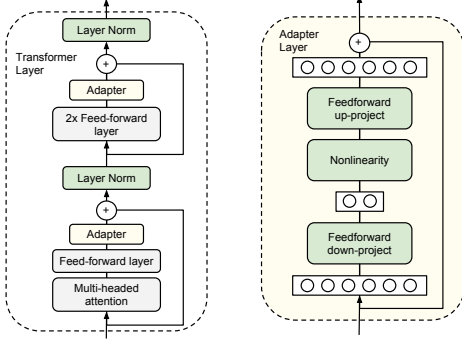 Layer Norm
Transformer
Layer
+
Adapter
2x Feed-forward
layer
Layer Norm
+
Adapter
Feed-forward layer
Multi-headed
attention
Adapter
Layer
+
Feedforward
up-project
Nonlinearity
Feedforward
down-project